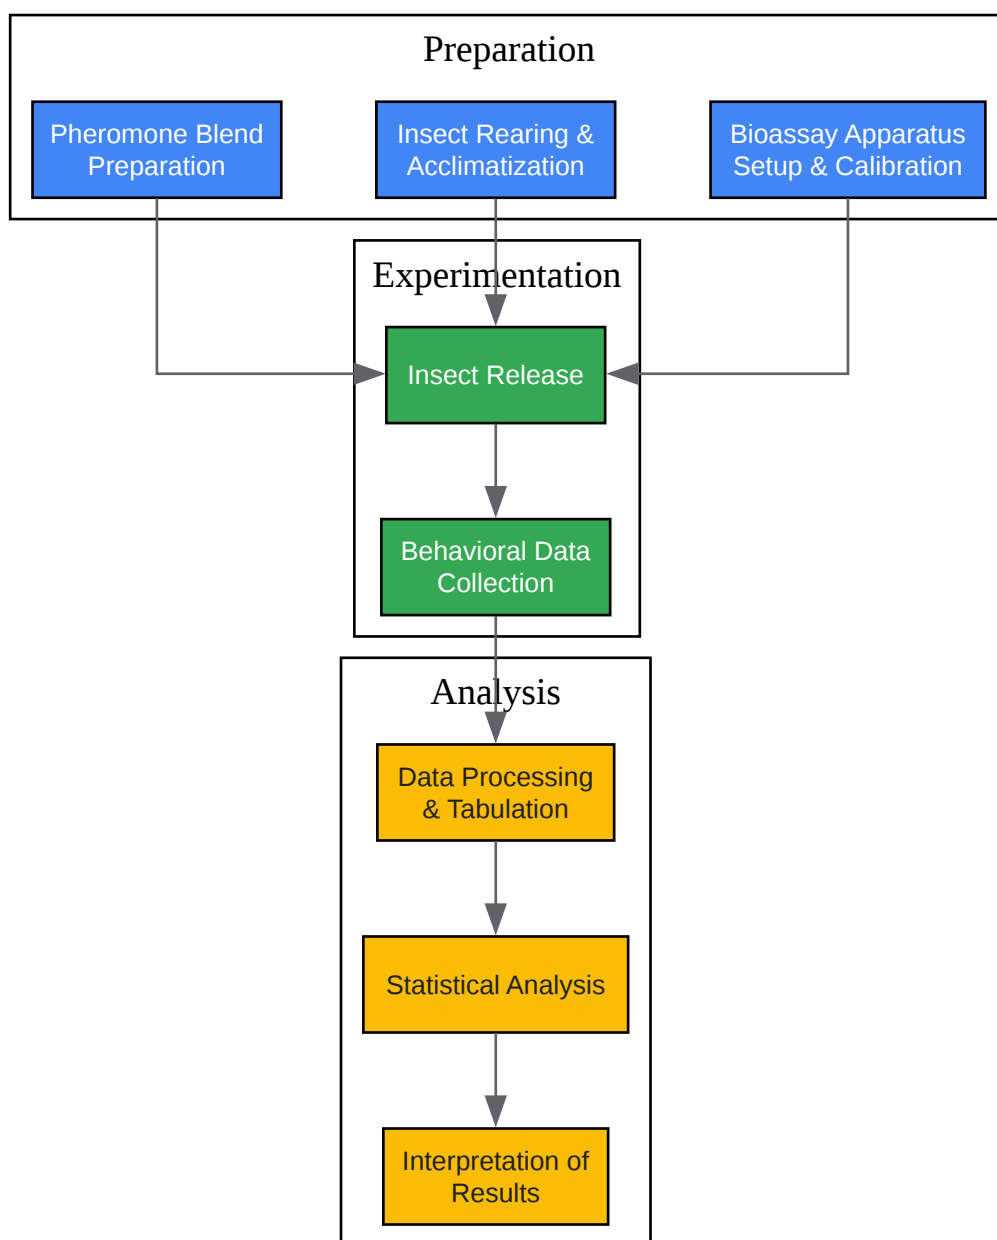 Preparation
Pheromone Blend
Preparation
Insect Rearing &
Acclimatization
Bioassay Apparatus
Setup & Calibration
Experimentation
Insect Release
Behavioral Data
Collection
Analysis
Data Processing
& Tabulation
Statistical Analysis
Interpretation of
Results